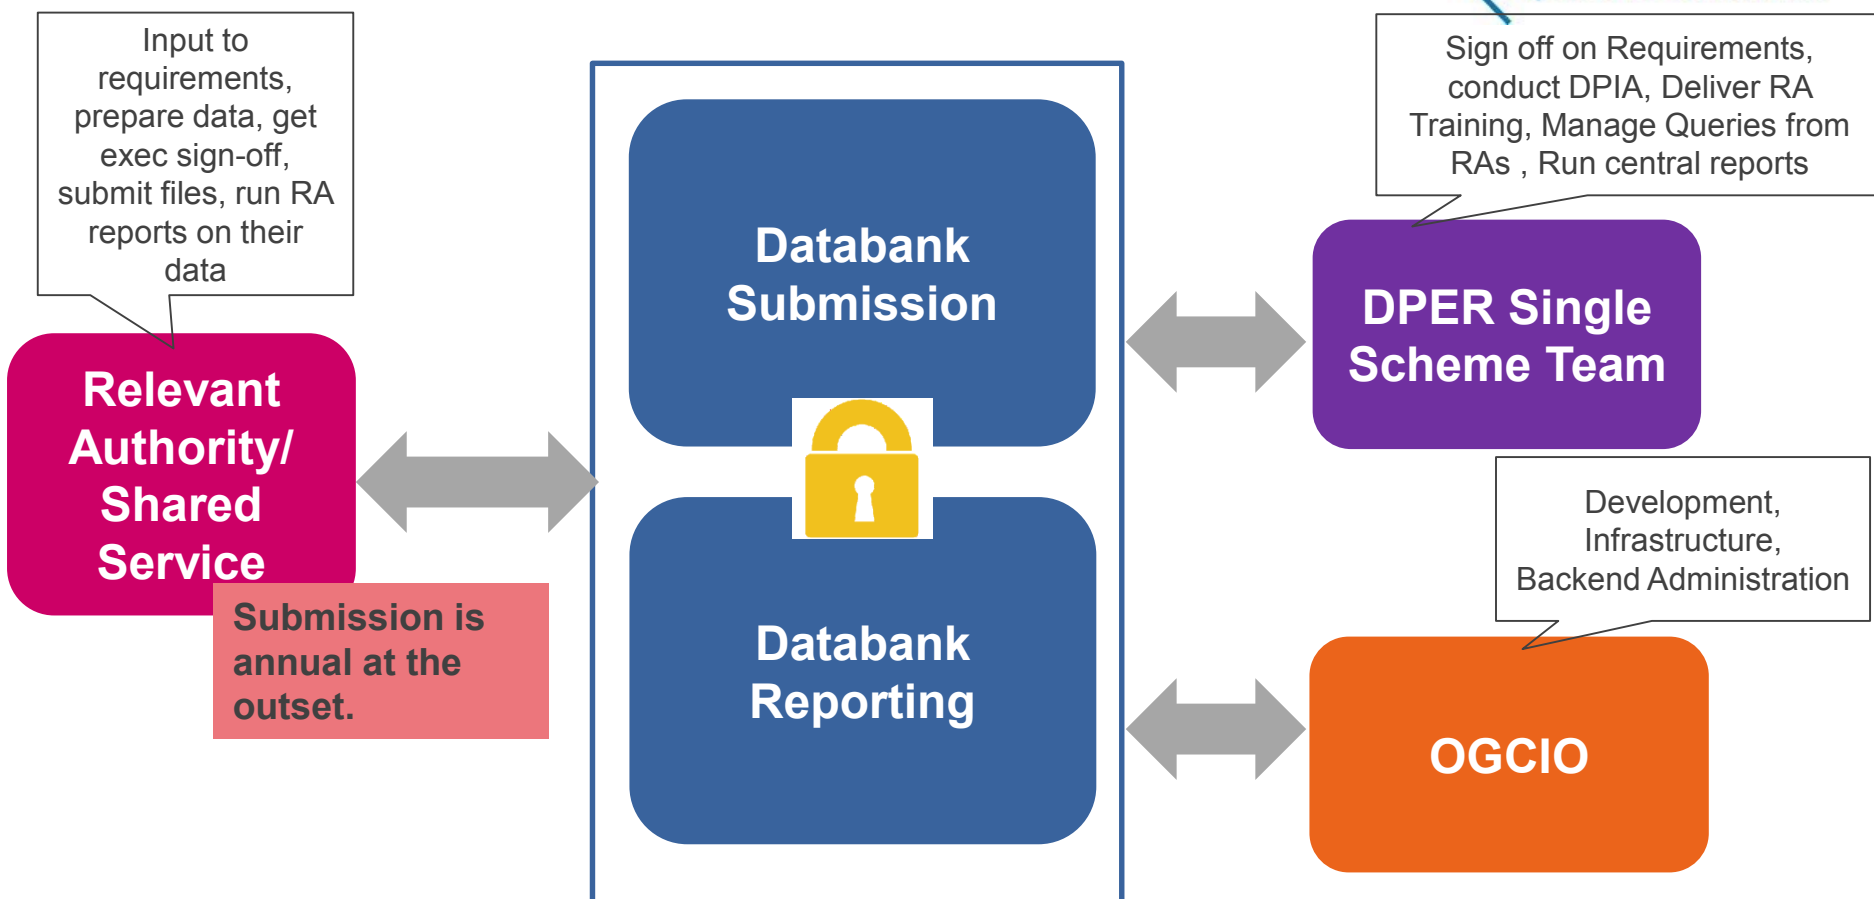 Input to
requirements,
prepare data, get
exec sign-off,
submit files, run RA
reports on their
data
Relevant
Authority/
Shared
Service
Submission is
annual at the
outset.
Databank
Submission
Databank
Reporting
Sign off on Requirements,
conduct DPIA, Deliver RA
Training, Manage Queries from
RAs , Run central reports
DPER Single
Scheme Team
Development,
Infrastructure,
Backend Administration
OGCIO